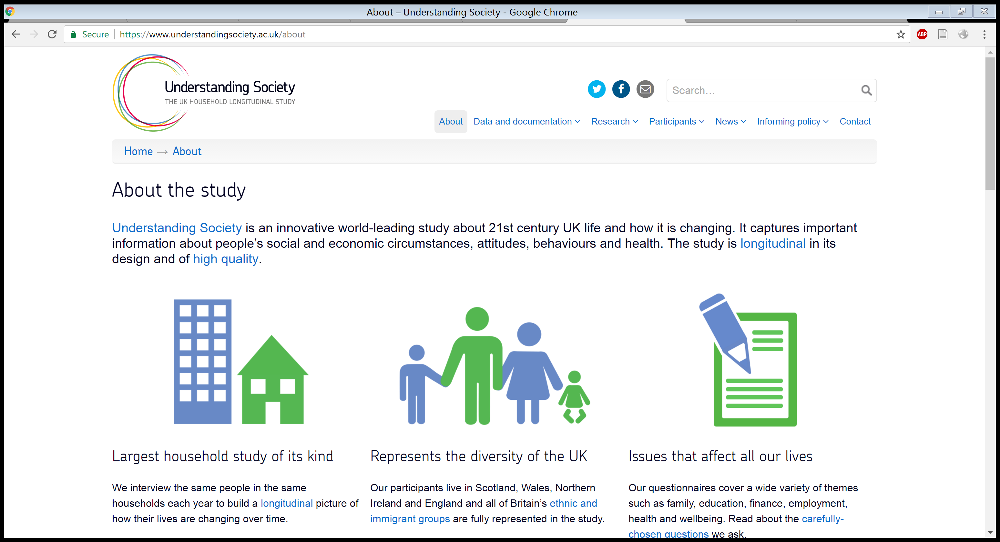 About – Understanding Society - Google Chrome
Secure https://www.understandingsociety.ac.uk/about
ABP
Understanding Society
THE UK HOUSEHOLD LONGITUDINAL STUDY
Search...
About Data and documentation Research Participants News Informing policy Contact
Home → About
About the study
Understanding Society is an innovative world-leading study about 21st century UK life and how it is changing. It captures important
information about people’s social and economic circumstances, attitudes, behaviours and health. The study is longitudinal in its
design and of high quality.
Largest household study of its kind
We interview the same people in the same
households each year to build a longitudinal picture of
how their lives are changing over time.
Represents the diversity of the UK
Our participants live in Scotland, Wales, Northern
Ireland and England and all of Britain’s ethnic and
immigrant groups are fully represented in the study.
Issues that affect all our lives
Our questionnaires cover a wide variety of themes
such as family, education, finance, employment,
health and wellbeing. Read about the carefully-
chosen questions we ask.